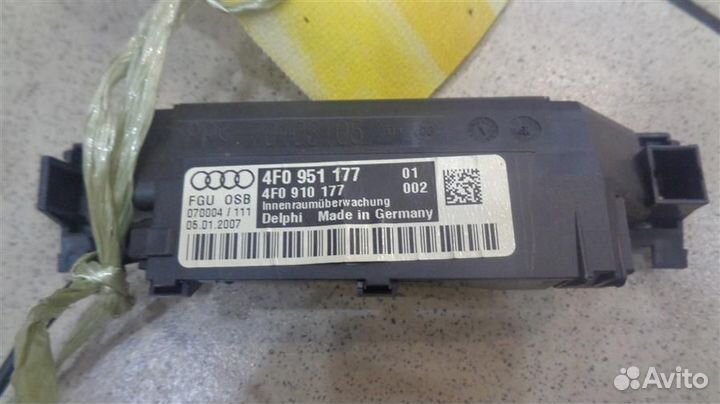 4F0 951 177 01
4F0 910 177 002
Innenraumüberwachung
Delphi Made in Germany
FGU OSB
070004 / 111
05.01.2007
Avito